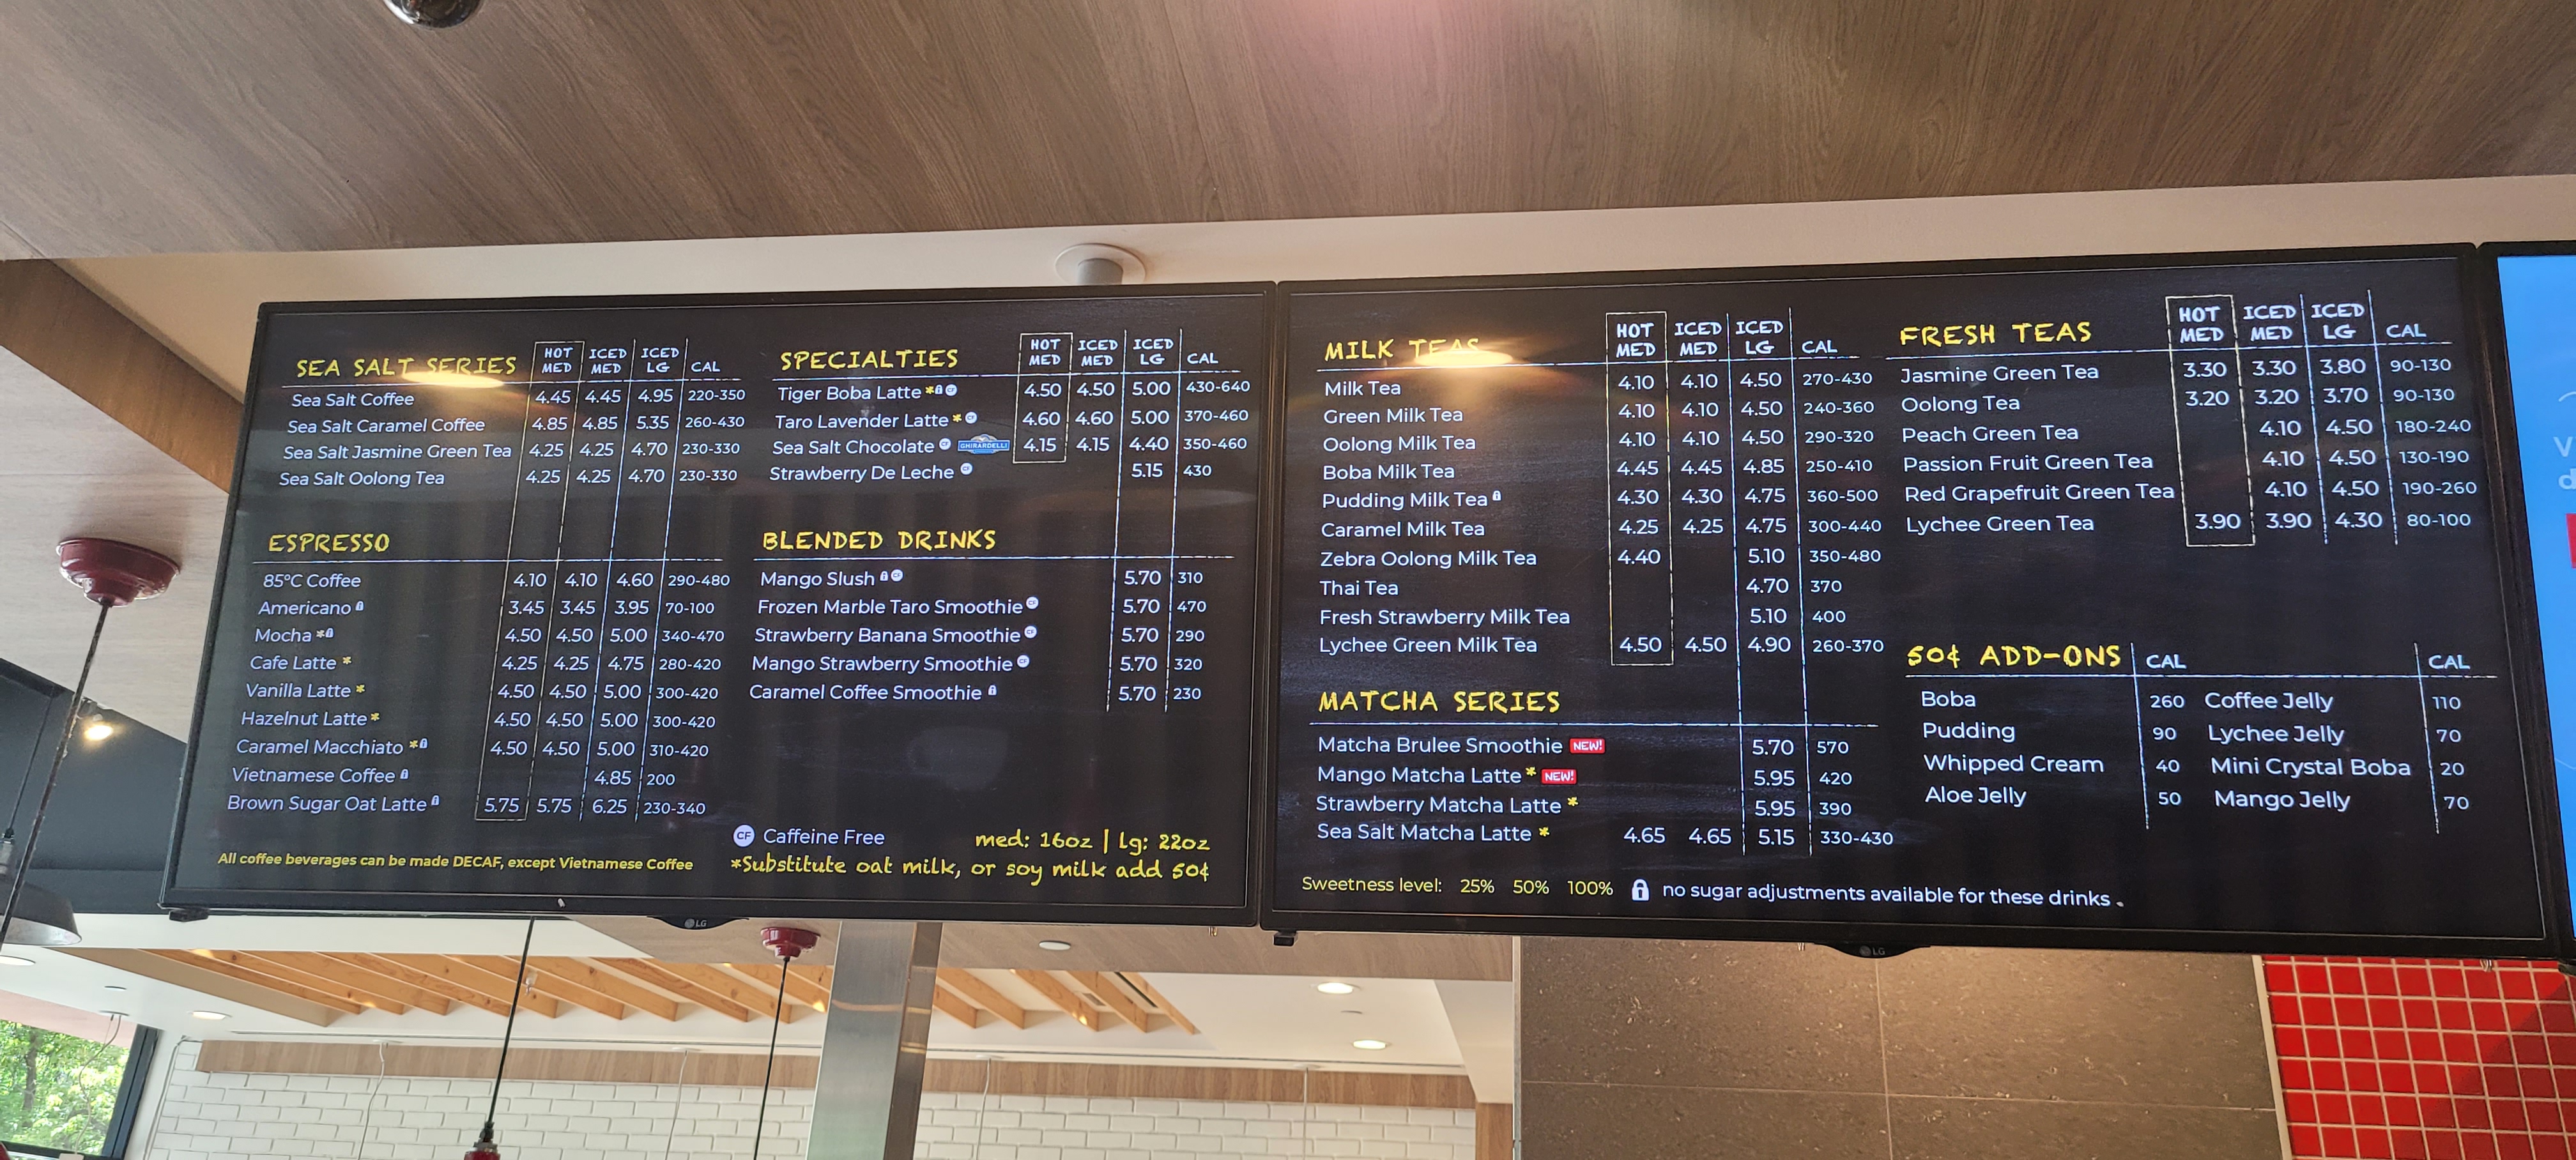 SEA SALT SERIES HOT MED ICED MED ICED LG CAL
Sea Salt Coffee 4.45 4.45 4.95 220-350
Sea Salt Caramel Coffee 4.85 4.85 5.35 260-430
Sea Salt Jasmine Green Tea 4.25 4.25 4.70 230-330
Sea Salt Oolong Tea 4.25 4.25 4.70 230-330
ESPRESSO
85°C Coffee 4.10 4.10 4.60 290-480
Americano 3.45 3.45 3.95 70-100
Mocha * 4.50 4.50 5.00 340-470
Cafe Latte * 4.25 4.25 4.75 280-420
Vanilla Latte * 4.50 4.50 5.00 300-420
Hazelnut Latte * 4.50 4.50 5.00 300-420
Caramel Macchiato * 4.50 4.50 5.00 310-420
Vietnamese Coffee 4.85 200
Brown Sugar Oat Latte 5.75 5.75 6.25 230-340
All coffee beverages can be made DECAF, except Vietnamese Coffee
SPECIALTIES HOT MED ICED MED ICED LG CAL
Tiger Boba Latte * CF 4.50 4.50 5.00 430-640
Taro Lavender Latte * CF 4.60 4.60 5.00 370-460
Sea Salt Chocolate CF GHIRARDELLI 4.15 4.15 4.40 350-460
Strawberry De Leche CF 5.15 430
BLENDED DRINKS
Mango Slush CF 5.70 310
Frozen Marble Taro Smoothie CF 5.70 470
Strawberry Banana Smoothie CF 5.70 290
Mango Strawberry Smoothie CF 5.70 320
Caramel Coffee Smoothie 5.70 230
CF Caffeine Free med: 16oz | lg: 22oz
*Substitute oat milk, or soy milk add 50¢
LG
MILK TEAS HOT MED ICED MED ICED LG CAL
Milk Tea 4.10 4.10 4.50 270-430
Green Milk Tea 4.10 4.10 4.50 240-360
Oolong Milk Tea 4.10 4.10 4.50 290-320
Boba Milk Tea 4.45 4.45 4.85 250-410
Pudding Milk Tea 4.30 4.30 4.75 360-500
Caramel Milk Tea 4.25 4.25 4.75 300-440
Zebra Oolong Milk Tea 4.40 5.10 350-480
Thai Tea 4.70 370
Fresh Strawberry Milk Tea 5.10 400
Lychee Green Milk Tea 4.50 4.50 4.90 260-370
MATCHA SERIES
Matcha Brulee Smoothie NEW! 5.70 570
Mango Matcha Latte * NEW! 5.95 420
Strawberry Matcha Latte * 5.95 390
Sea Salt Matcha Latte * 4.65 4.65 5.15 330-430
Sweetness level: 25% 50% 100% no sugar adjustments available for these drinks .
FRESH TEAS HOT MED ICED MED ICED LG CAL
Jasmine Green Tea 3.30 3.30 3.80 90-130
Oolong Tea 3.20 3.20 3.70 90-130
Peach Green Tea 4.10 4.50 180-240
Passion Fruit Green Tea 4.10 4.50 130-190
Red Grapefruit Green Tea 4.10 4.50 190-260
Lychee Green Tea 3.90 3.90 4.30 80-100
50¢ ADD-ONS CAL CAL
Boba 260 Coffee Jelly 110
Pudding 90 Lychee Jelly 70
Whipped Cream 40 Mini Crystal Boba 20
Aloe Jelly 50 Mango Jelly 70
LG